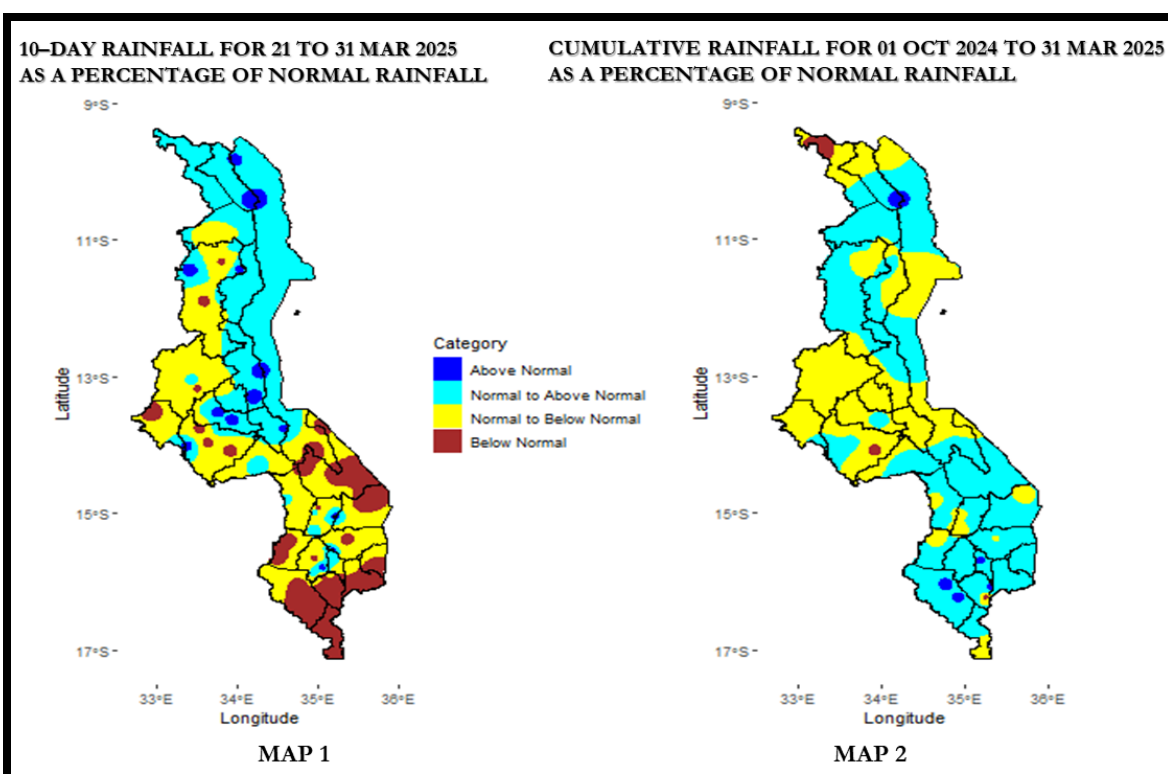 10–DAY RAINFALL FOR 21 TO 31 MAR 2025
AS A PERCENTAGE OF NORMAL RAINFALL
CUMULATIVE RAINFALL FOR 01 OCT 2024 TO 31 MAR 2025
AS A PERCENTAGE OF NORMAL RAINFALL
9°S
11°S
13°S
15°S
17°S
Latitude
33°E 34°E 35°E 36°E
Longitude
MAP 1
Category
Above Normal
Normal to Above Normal
Normal to Below Normal
Below Normal
9°S
11°S
13°S
15°S
17°S
Latitude
33°E 34°E 35°E 36°E
Longitude
MAP 2